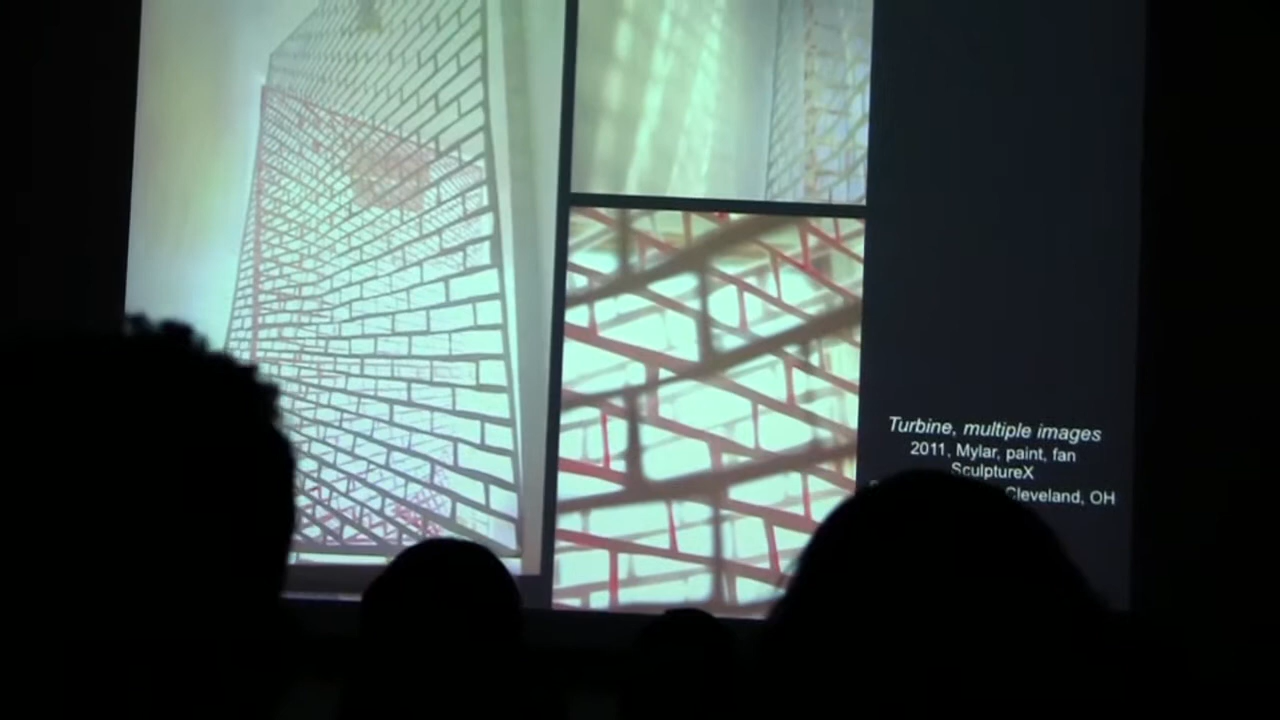 Turbine, multiple images
2011, Mylar, paint, fan
SculptureX
Cleveland, OH